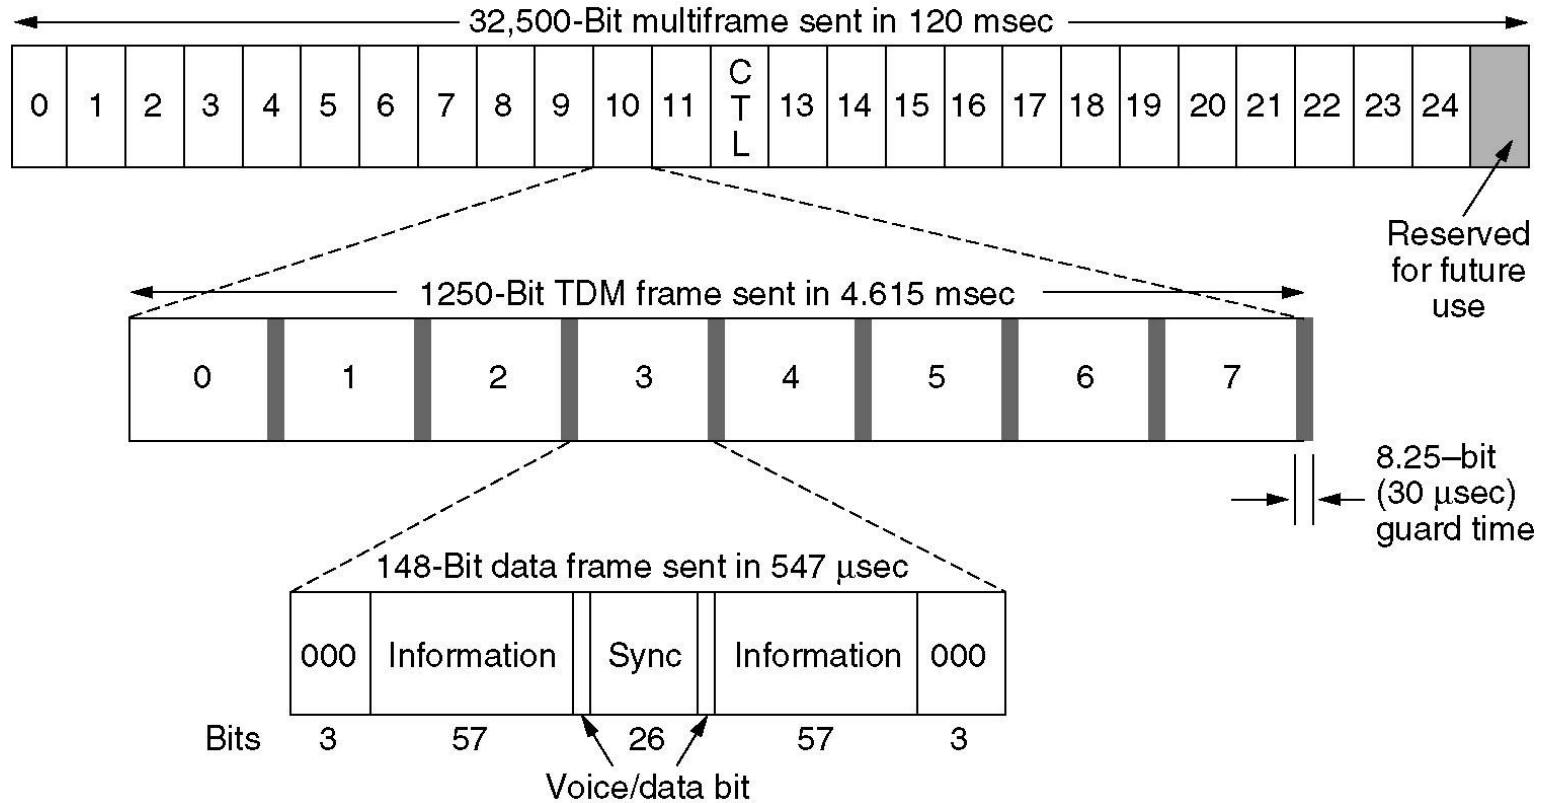 32,500-Bit multiframe sent in 120 msec
0 1 2 3 4 5 6 7 8 9 10 11 CTL 13 14 15 16 17 18 19 20 21 22 23 24
Reserved
for future
use
1250-Bit TDM frame sent in 4.615 msec
0 1 2 3 4 5 6 7
8.25–bit
(30 μsec)
guard time
148-Bit data frame sent in 547 μsec
000 Information Sync Information 000
Bits 3 57 26 57 3
Voice/data bit